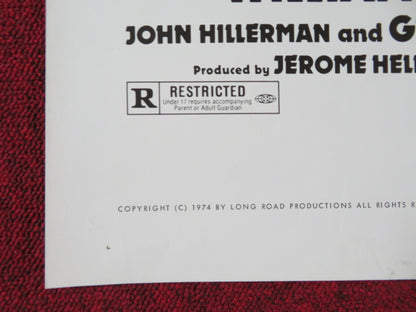 JOHN HILLERMAN and G
Produced by JEROME HEL
R RESTRICTED
Under 17 requires accompanying
Parent or Adult Guardian
COPYRIGHT (C) 1974 BY LONG ROAD PRODUCTIONS ALL RIGHTS R